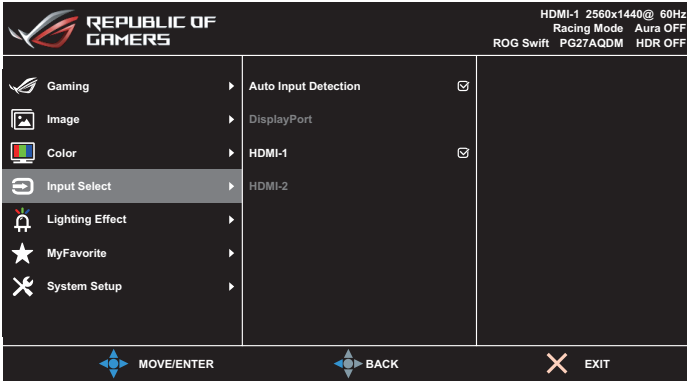 REPUBLIC OF
GAMERS
HDMI-1 2560x1440@ 60Hz
Racing Mode Aura OFF
ROG Swift PG27AQDM HDR OFF
Gaming
Image
Color
Input Select
Lighting Effect
MyFavorite
System Setup
Auto Input Detection
DisplayPort
HDMI-1
HDMI-2
MOVE/ENTER
BACK
EXIT